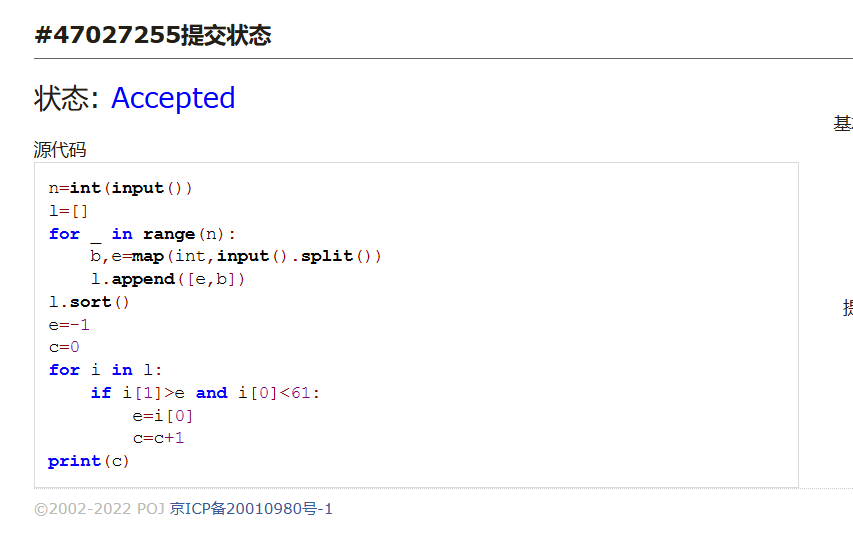 #47027255提交状态
状态: Accepted
基
源代码
n=int(input())
l=[]
for _ in range(n):
    b,e=map(int,input().split())
    l.append([e,b])
l.sort()
e=-1
c=0
for i in l:
    if i[1]>e and i[0]<61:
        e=i[0]
        c=c+1
print(c)
©2002-2022 POJ 京ICP备20010980号-1